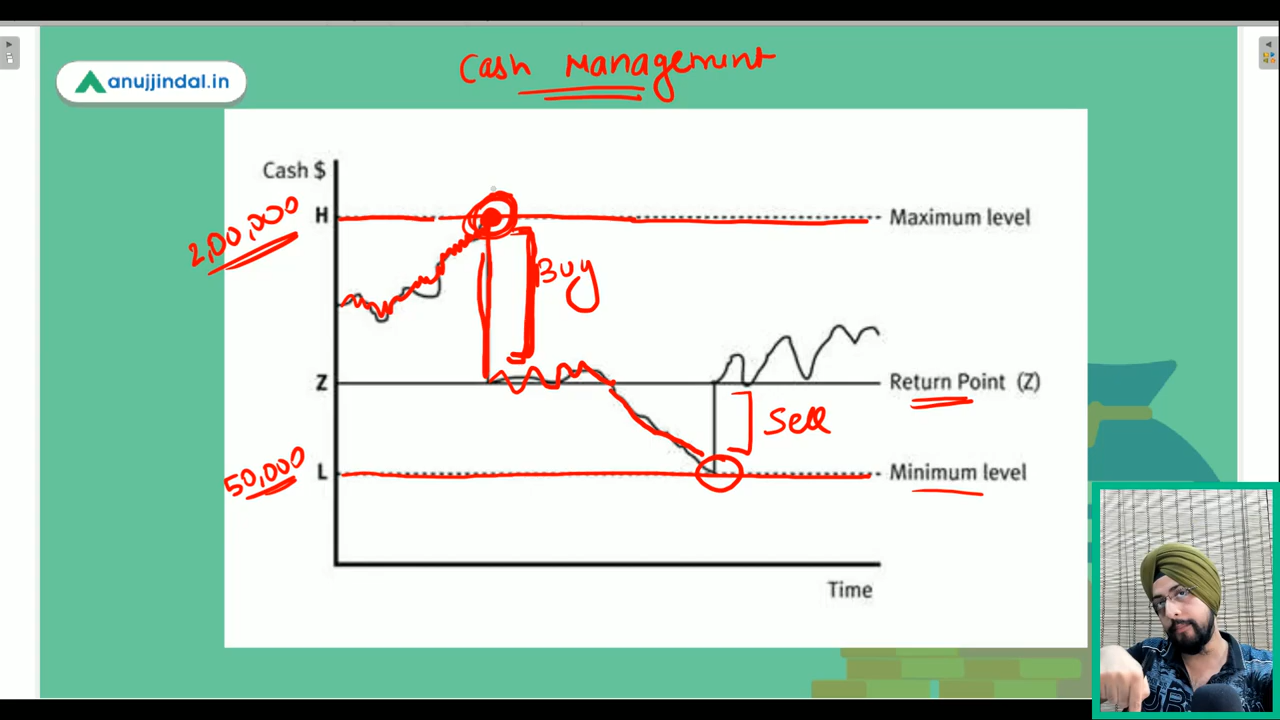 Cash Management
anujjindal.in
Cash $
2,00,000
H
Maximum level
Buy
Z
Return Point (Z)
Sell
50,000
L
Minimum level
Time